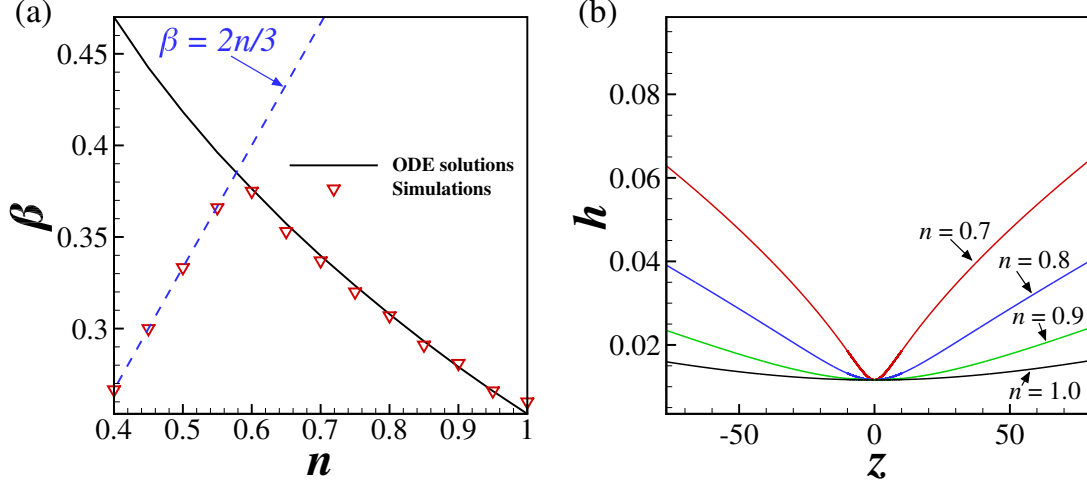 (a)
β = 2n/3
ODE solutions
Simulations
0.45
0.4
0.35
0.3
β
0.4 0.5 0.6 0.7 0.8 0.9 1
n
(b)
0.08
0.06
0.04
0.02
h
n = 0.7
n = 0.8
n = 0.9
n = 1.0
-50 0 50
z